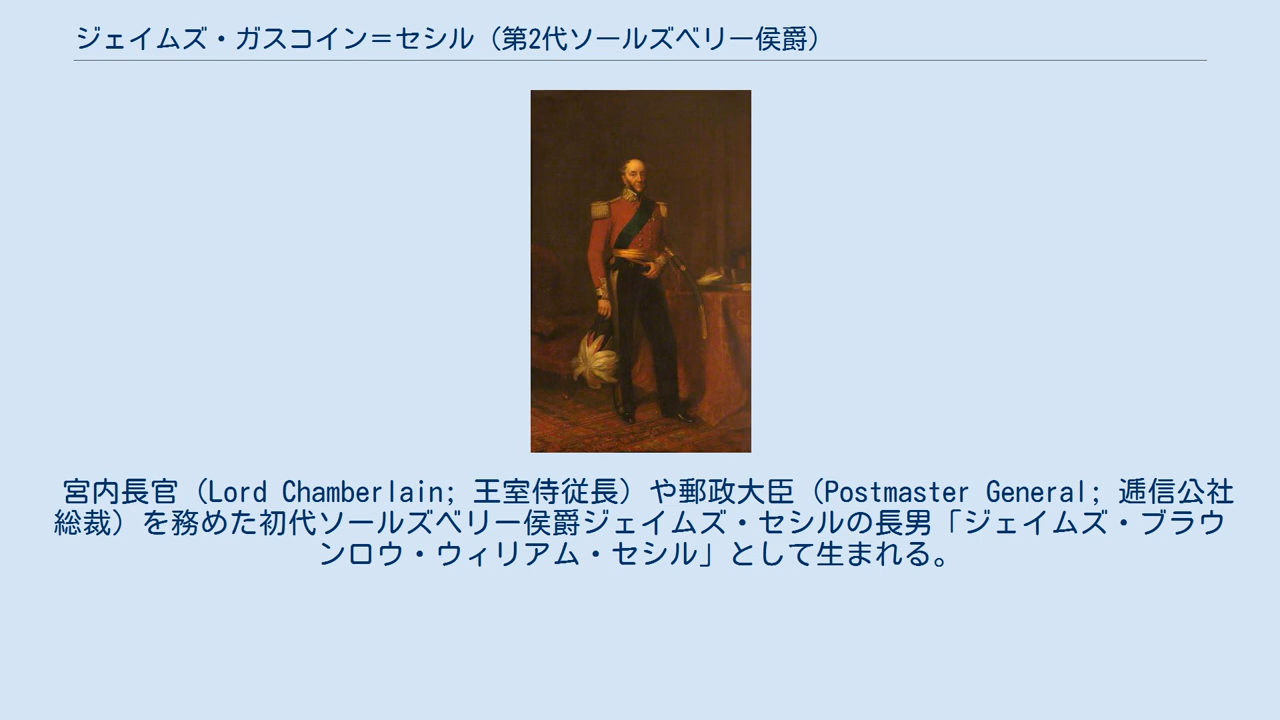 ジェイムズ・ガスコイン＝セシル（第2代ソールズベリー侯爵）
宮内長官（Lord Chamberlain; 王室侍従長）や郵政大臣（Postmaster General; 逓信公社
総裁）を務めた初代ソールズベリー侯爵ジェイムズ・セシルの長男「ジェイムズ・ブラウ
ンロウ・ウィリアム・セシル」として生まれる。